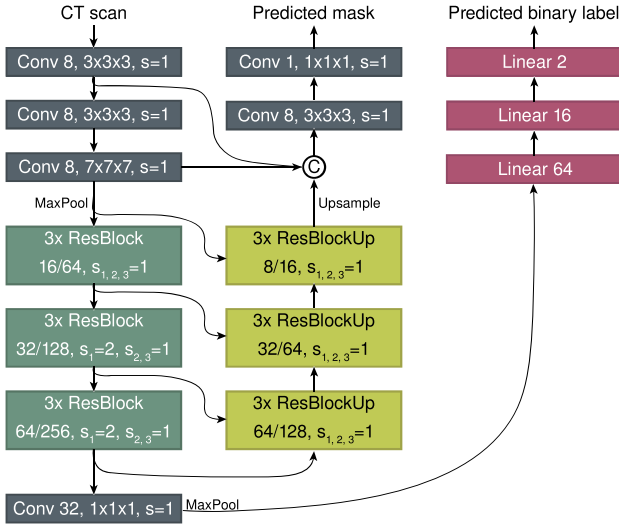 CT scan
Conv 8, 3x3x3, s=1
Conv 8, 3x3x3, s=1
Conv 8, 7x7x7, s=1
MaxPool
3x ResBlock
16/64, s1, 2, 3=1
3x ResBlock
32/128, s1=2, s2, 3=1
3x ResBlock
64/256, s1=2, s2, 3=1
Conv 32, 1x1x1, s=1
MaxPool
Predicted mask
Conv 1, 1x1x1, s=1
Conv 8, 3x3x3, s=1
C
Upsample
3x ResBlockUp
8/16, s1, 2, 3=1
3x ResBlockUp
32/64, s1, 2, 3=1
3x ResBlockUp
64/128, s1, 2, 3=1
Predicted binary label
Linear 2
Linear 16
Linear 64